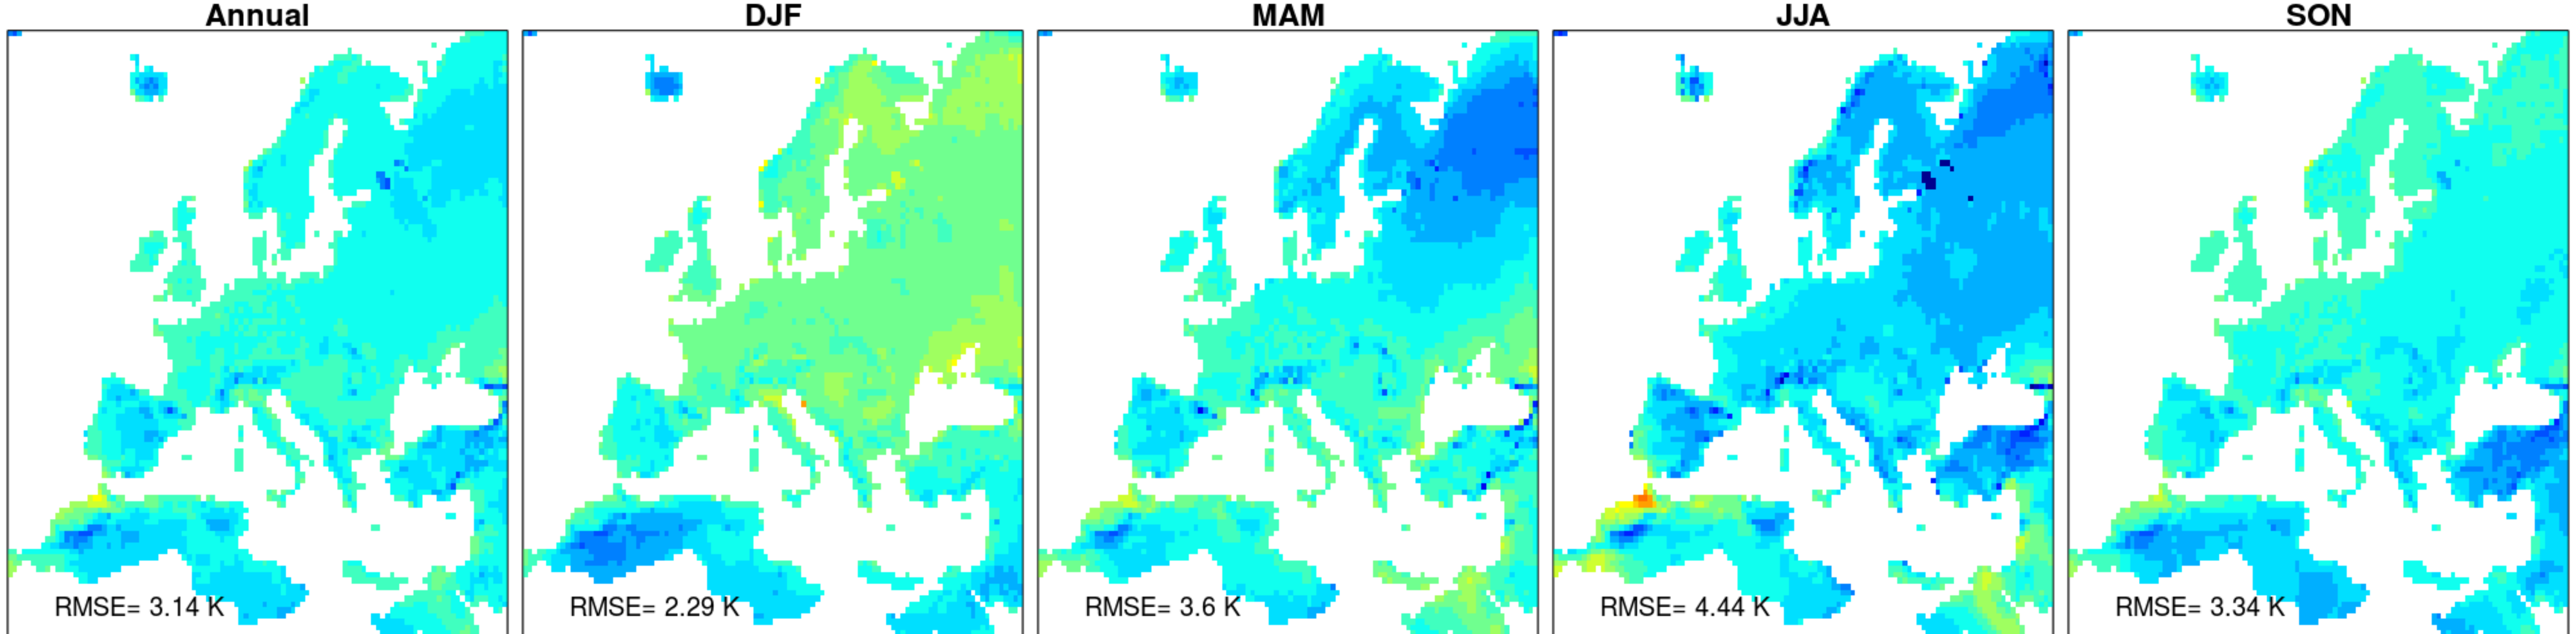 Annual DJF MAM JJA SON
RMSE= 3.14 K RMSE= 2.29 K RMSE= 3.6 K RMSE= 4.44 K RMSE= 3.34 K